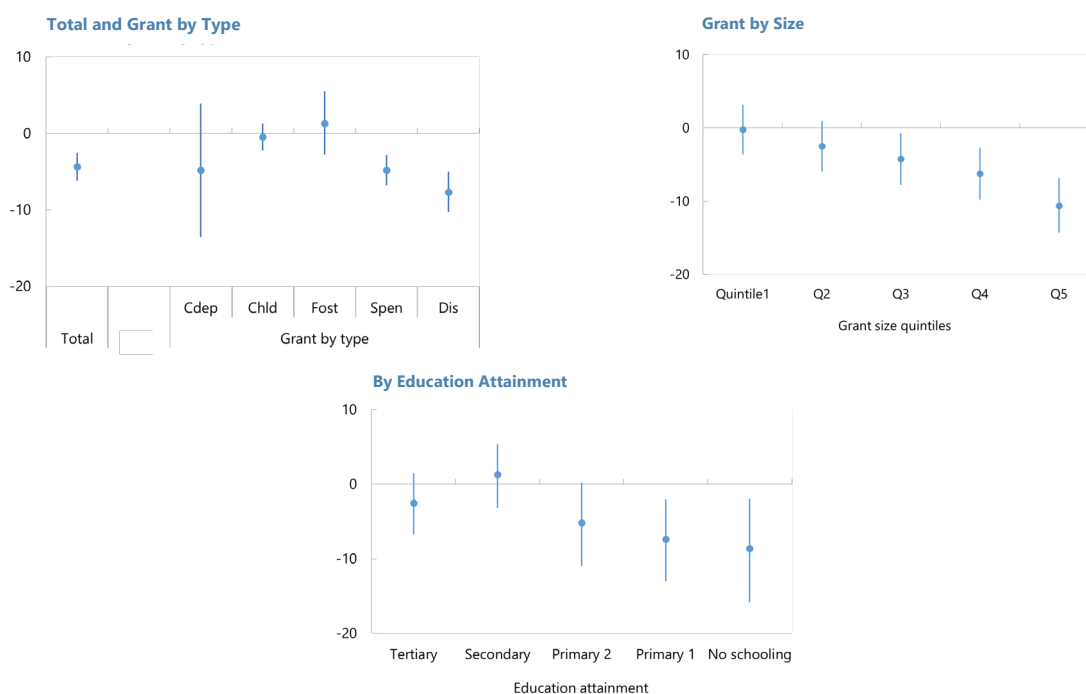 Total and Grant by Type
10
0
-10
-20
Cdep Chld Fost Spen Dis
Total Grant by type
Grant by Size
10
0
-10
-20
Quintile1 Q2 Q3 Q4 Q5
Grant size quintiles
By Education Attainment
10
0
-10
-20
Tertiary Secondary Primary 2 Primary 1 No schooling
Education attainment